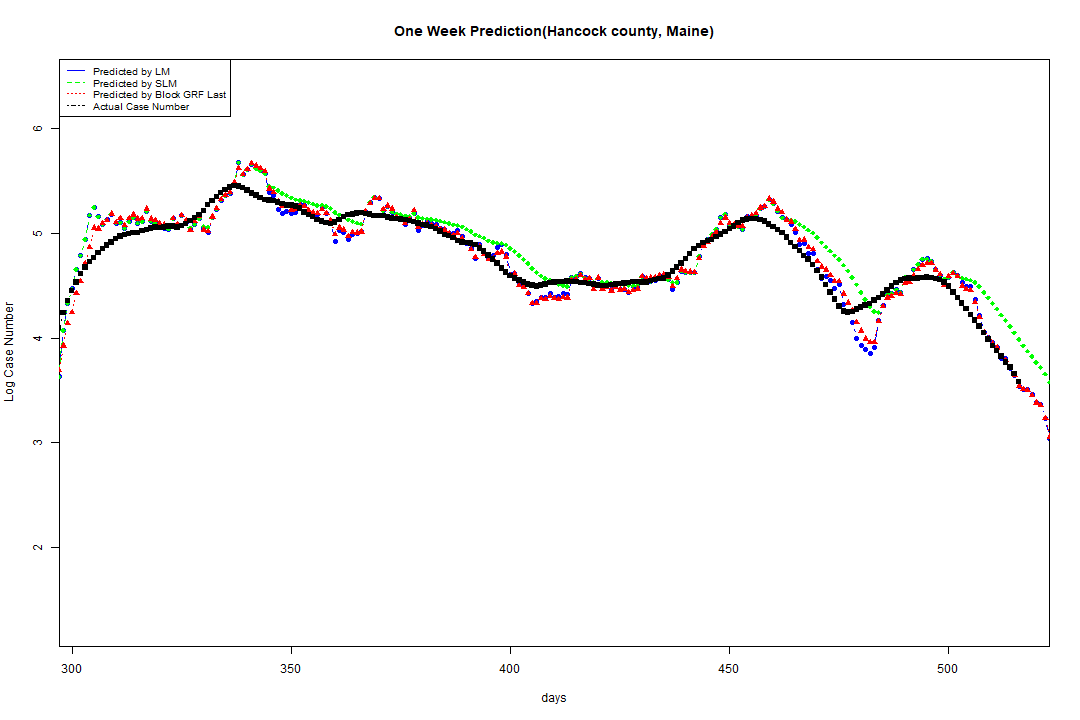 One Week Prediction(Hancock county, Maine)
Predicted by LM
Predicted by SLM
Predicted by Block GRF Last
Actual Case Number
6
5
4
3
2
Log Case Number
300 350 400 450 500
days